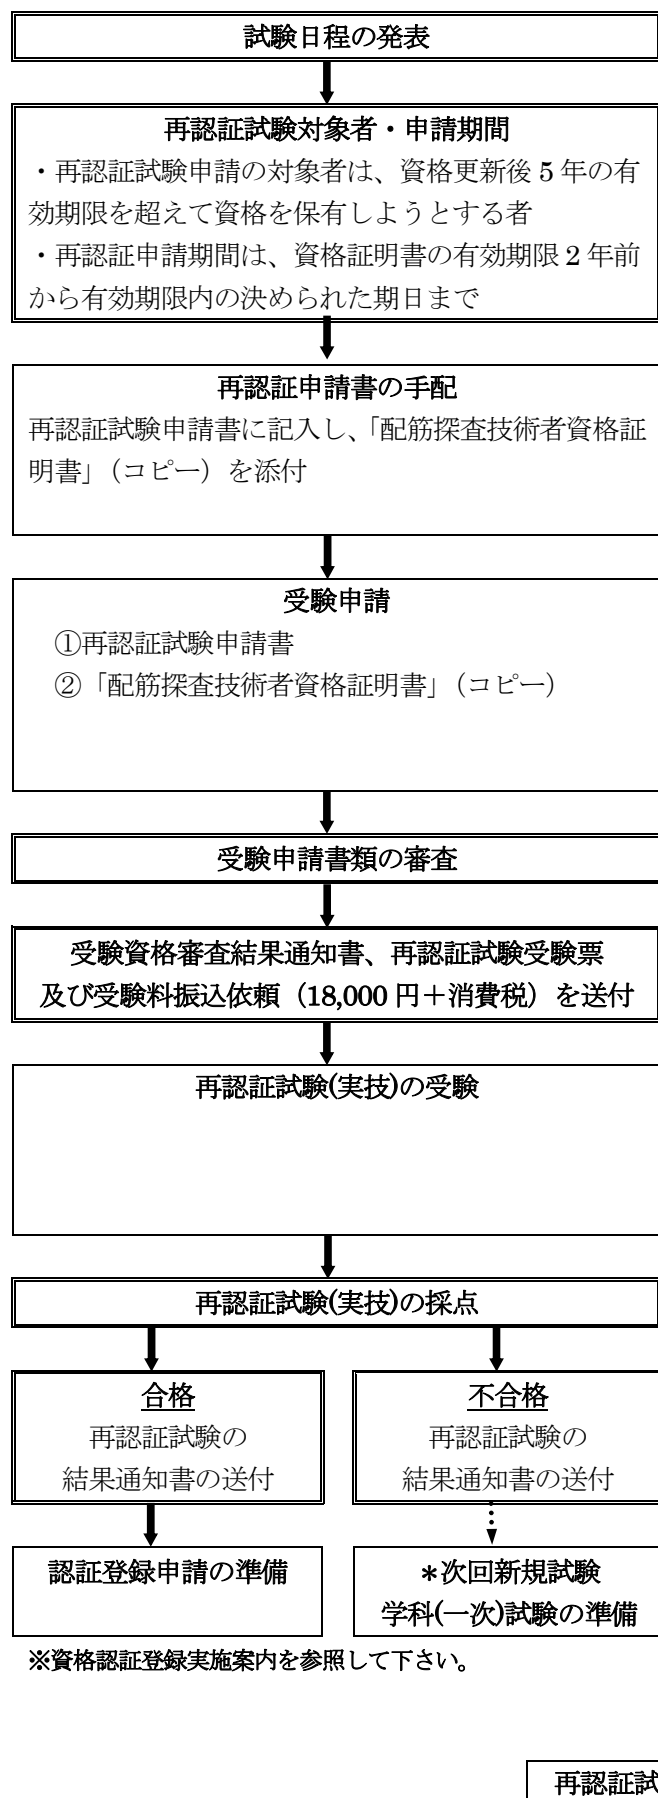 試験日程の発表
再認証試験対象者・申請期間
・再認証試験申請の対象者は、資格更新後 5 年の有
効期限を超えて資格を保有しようとする者
・再認証申請期間は、資格証明書の有効期限 2 年前
から有効期限内の決められた期日まで
再認証申請書の手配
再認証試験申請書に記入し、「配筋探査技術者資格証
明書」（コピー）を添付
受験申請
①再認証試験申請書
②「配筋探査技術者資格証明書」（コピー）
受験申請書類の審査
受験資格審査結果通知書、再認証試験受験票
及び受験料振込依頼（18,000 円＋消費税）を送付
再認証試験(実技)の受験
再認証試験(実技)の採点
合格
再認証試験の
結果通知書の送付
不合格
再認証試験の
結果通知書の送付
認証登録申請の準備
＊次回新規試験
学科(一次)試験の準備
※資格認証登録実施案内を参照して下さい。
再認証試